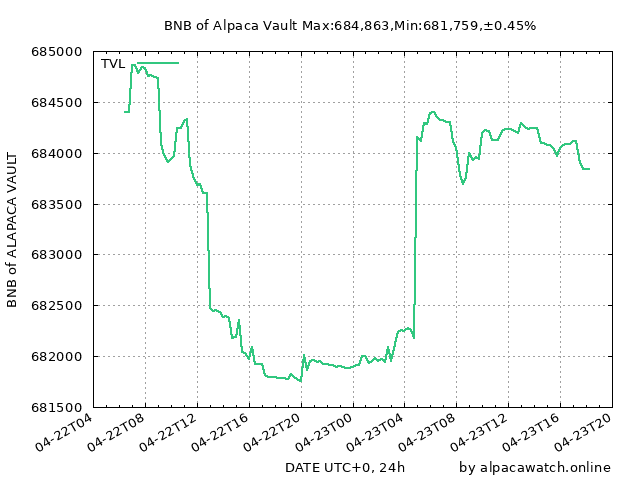 BNB of Alpaca Vault Max:684,863,Min:681,759,±0.45%
685000
TVL
684500
684000
683500
683000
682500
682000
681500
BNB of ALAPACA VAULT
04-22T04
04-22T08
04-22T12
04-22T16
04-22T20
04-23T00
04-23T04
04-23T08
04-23T12
04-23T16
04-23T20
DATE UTC+0, 24h
by alpacawatch.online